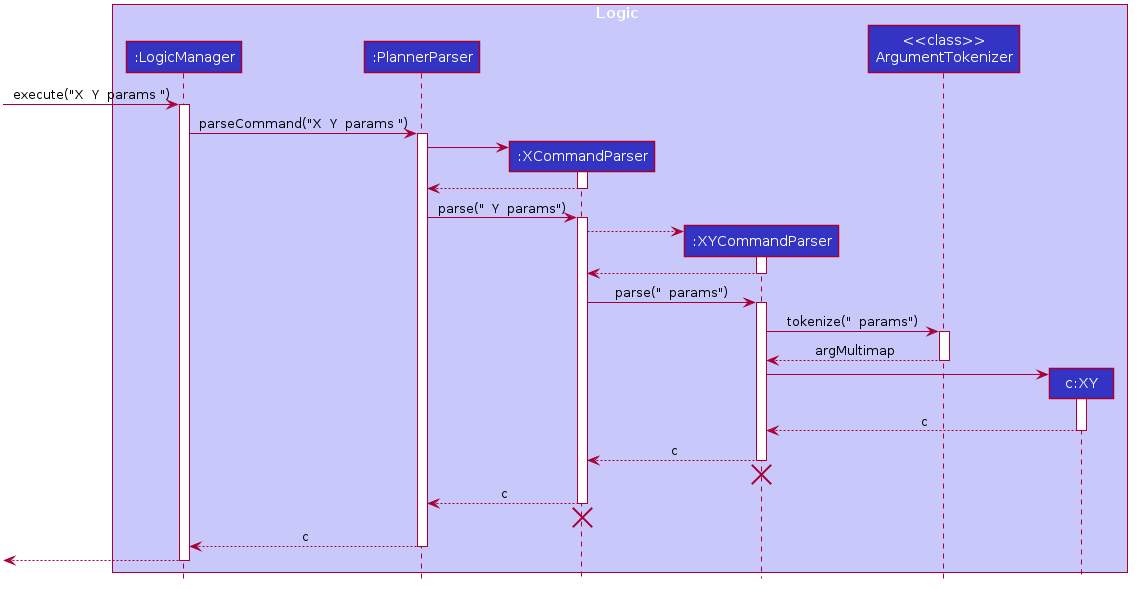 Logic
<<class>>
ArgumentTokenizer
:LogicManager
:PlannerParser
execute("X  Y  params ")
parseCommand("X  Y  params ")
:XCommandParser
parse("  Y  params")
:XYCommandParser
parse("  params")
tokenize("  params")
argMultimap
c:XY
c
c
c
c